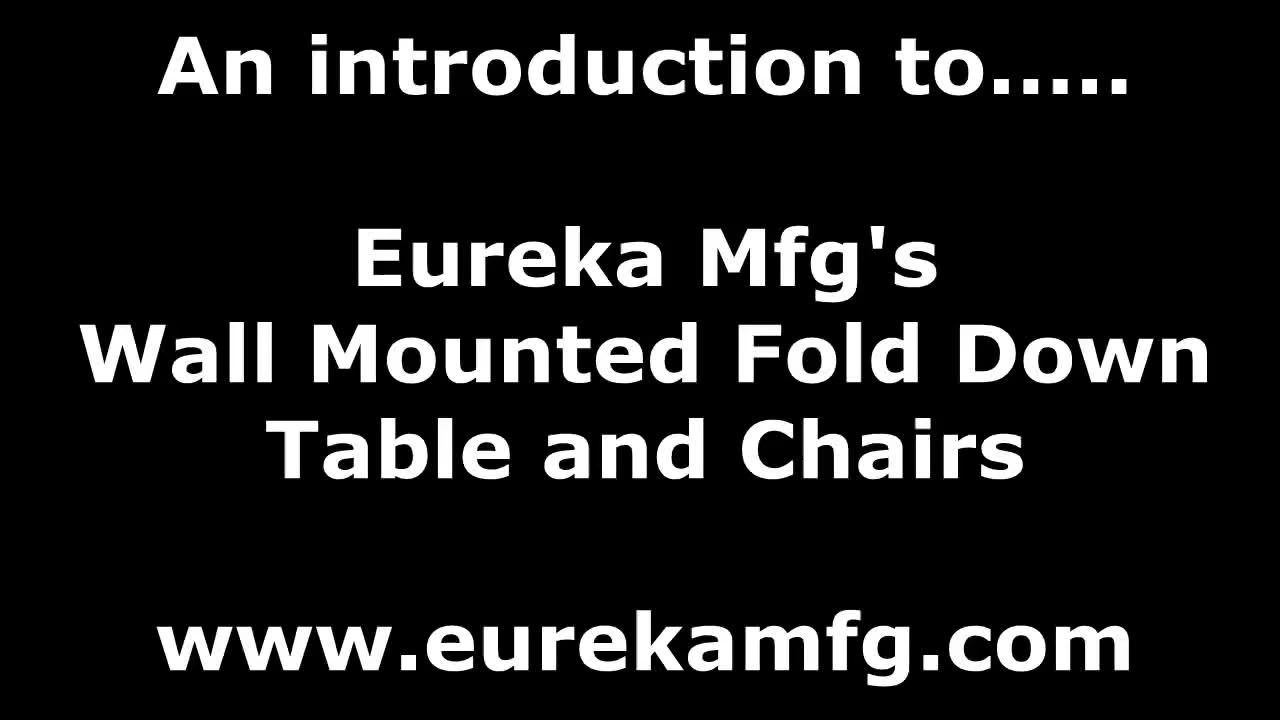 An introduction to.....
Eureka Mfg's
Wall Mounted Fold Down
Table and Chairs
www.eurekamfg.com